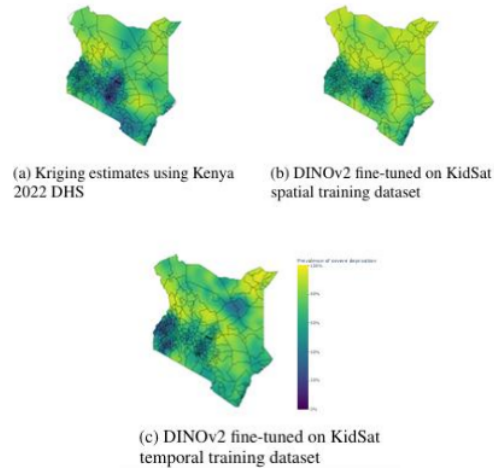 (a) Kriging estimates using Kenya
2022 DHS
(b) DINOv2 fine-tuned on KidSat
spatial training dataset
Prevalence of severe deprivation
100%
80%
60%
40%
20%
0%
(c) DINOv2 fine-tuned on KidSat
temporal training dataset